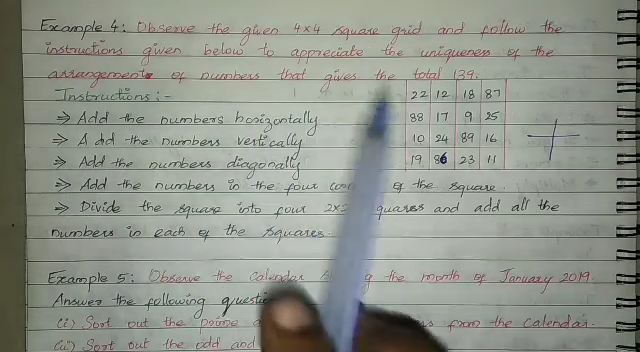 Example 4: Observe the given 4×4 square grid and follow the
instructions given below to appreciate the uniqueness of the
arrangements of numbers that gives the total 139.
Instructions:-
22 12 18 87
⇒ Add the numbers horizontally
88 17 9 25
⇒ Add the numbers vertically
10 24 89 16
⇒ Add the numbers diagonally
19 86 23 11
⇒ Add the numbers in the four of the square.
⇒ Divide the square into four squares and add all the
numbers in each of the squares.
Example 5: Observe the Calendar the month of January 2019.
Answer the following
(i) Sort out the prime from the calendar.
(ii) Sort out the odd and